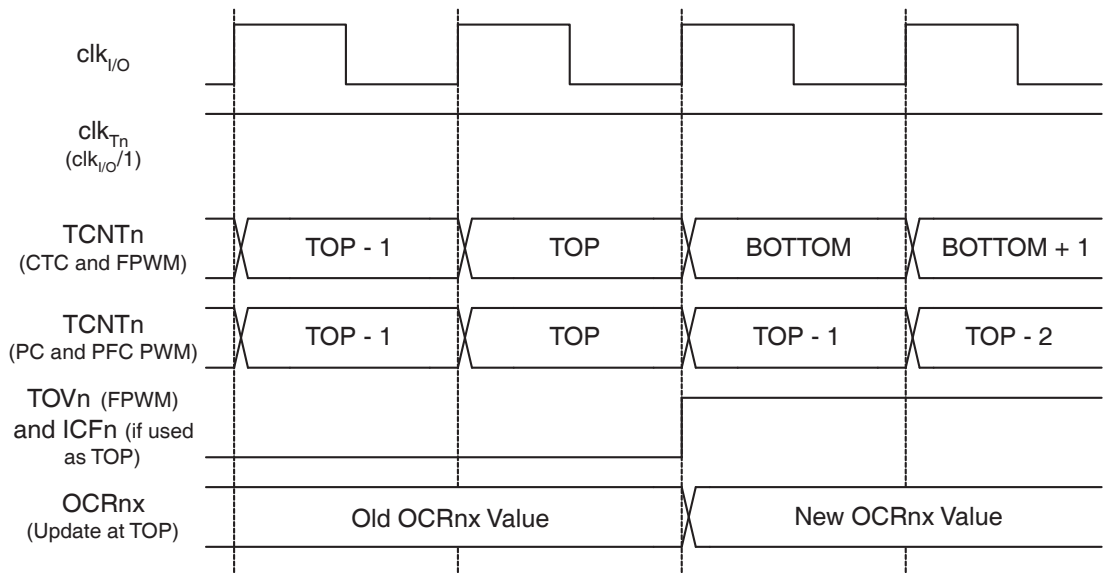 clkI/O
clkTn
(clkI/O/1)
TCNTn
(CTC and FPWM)
TOP - 1
TOP
BOTTOM
BOTTOM + 1
TCNTn
(PC and PFC PWM)
TOP - 1
TOP
TOP - 1
TOP - 2
TOVn (FPWM)
and ICFn (if used
as TOP)
OCRnx
(Update at TOP)
Old OCRnx Value
New OCRnx Value